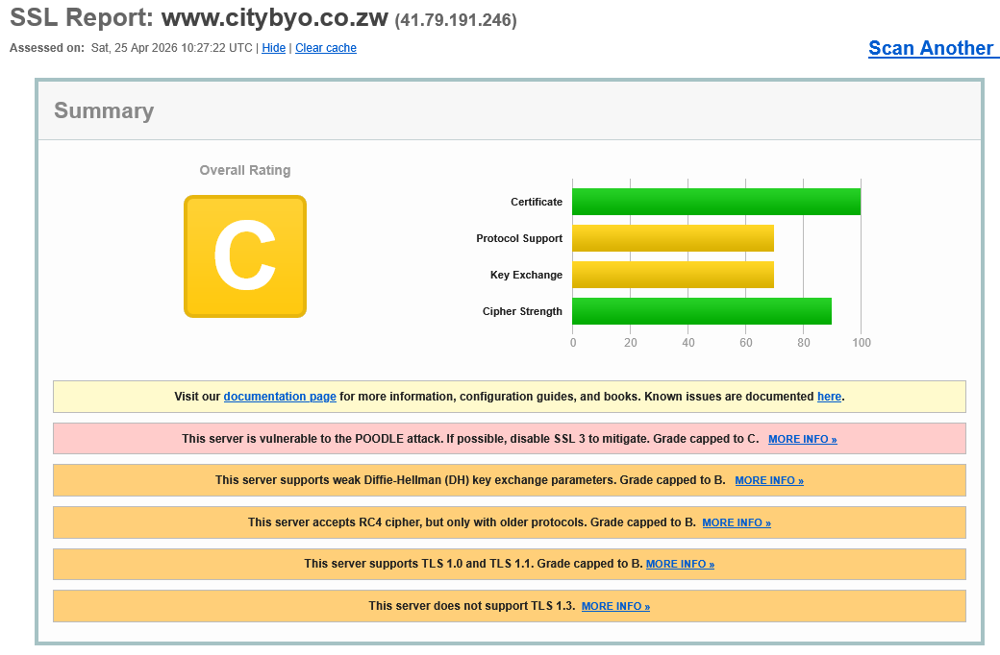 SSL Report: www.citybyo.co.zw (41.79.191.246)
Assessed on: Sat, 25 Apr 2026 10:27:22 UTC | Hide | Clear cache
Scan Another
Summary
Overall Rating
C
Certificate
Protocol Support
Key Exchange
Cipher Strength
0 20 40 60 80 100
Visit our documentation page for more information, configuration guides, and books. Known issues are documented here.
This server is vulnerable to the POODLE attack. If possible, disable SSL 3 to mitigate. Grade capped to C. MORE INFO »
This server supports weak Diffie-Hellman (DH) key exchange parameters. Grade capped to B. MORE INFO »
This server accepts RC4 cipher, but only with older protocols. Grade capped to B. MORE INFO »
This server supports TLS 1.0 and TLS 1.1. Grade capped to B. MORE INFO »
This server does not support TLS 1.3. MORE INFO »